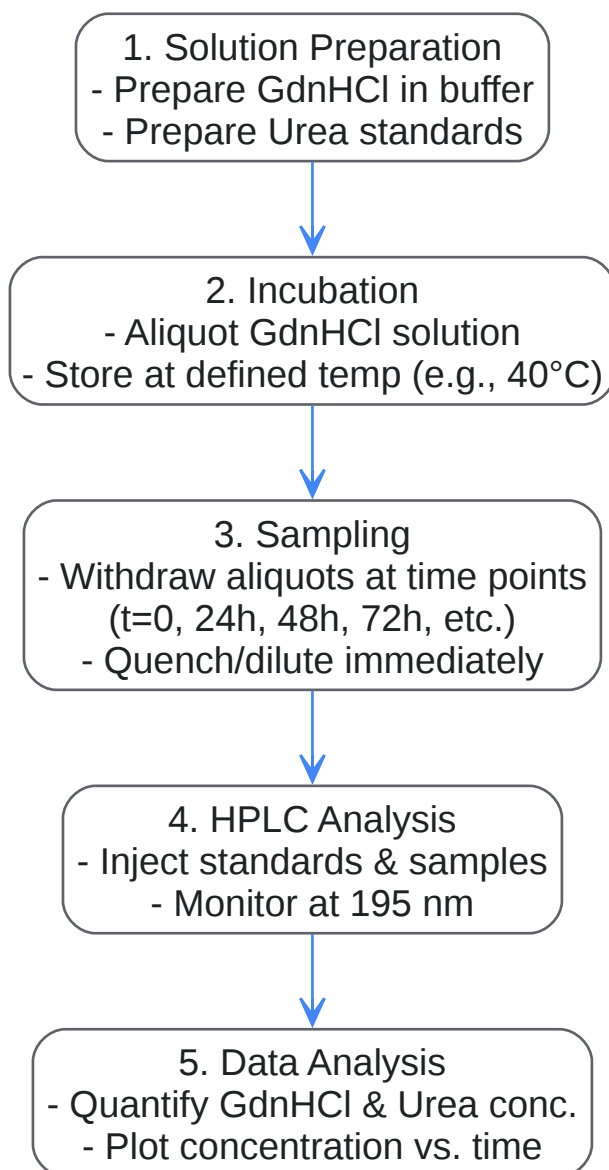 1. Solution Preparation
- Prepare GdnHCl in buffer
- Prepare Urea standards
2. Incubation
- Aliquot GdnHCl solution
- Store at defined temp (e.g., 40°C)
3. Sampling
- Withdraw aliquots at time points
(t=0, 24h, 48h, 72h, etc.)
- Quench/dilute immediately
4. HPLC Analysis
- Inject standards & samples
- Monitor at 195 nm
5. Data Analysis
- Quantify GdnHCl & Urea conc.
- Plot concentration vs. time